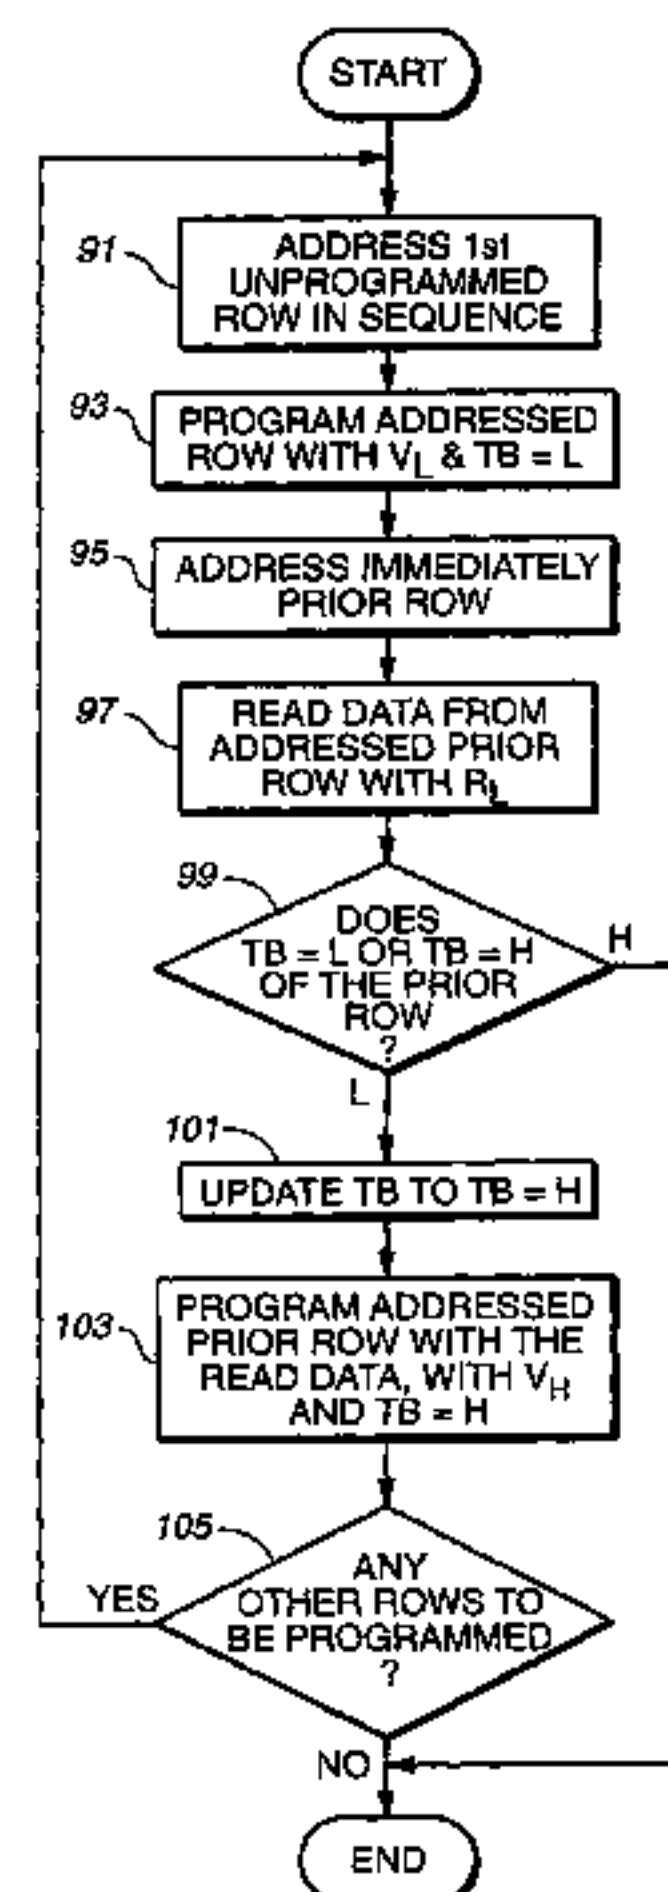 START
91
ADDRESS 1st
UNPROGRAMMED
ROW IN SEQUENCE
93
PROGRAM ADDRESSED
ROW WITH VL & TB = L
95
ADDRESS IMMEDIATELY
PRIOR ROW
97
READ DATA FROM
ADDRESSED PRIOR
ROW WITH RL
99
DOES
TB = L OR TB = H
OF THE PRIOR
ROW
?
H
L
101
UPDATE TB TO TB = H
103
PROGRAM ADDRESSED
PRIOR ROW WITH THE
READ DATA, WITH VH
AND TB = H
105
ANY
OTHER ROWS TO
BE PROGRAMMED
?
YES
NO
END